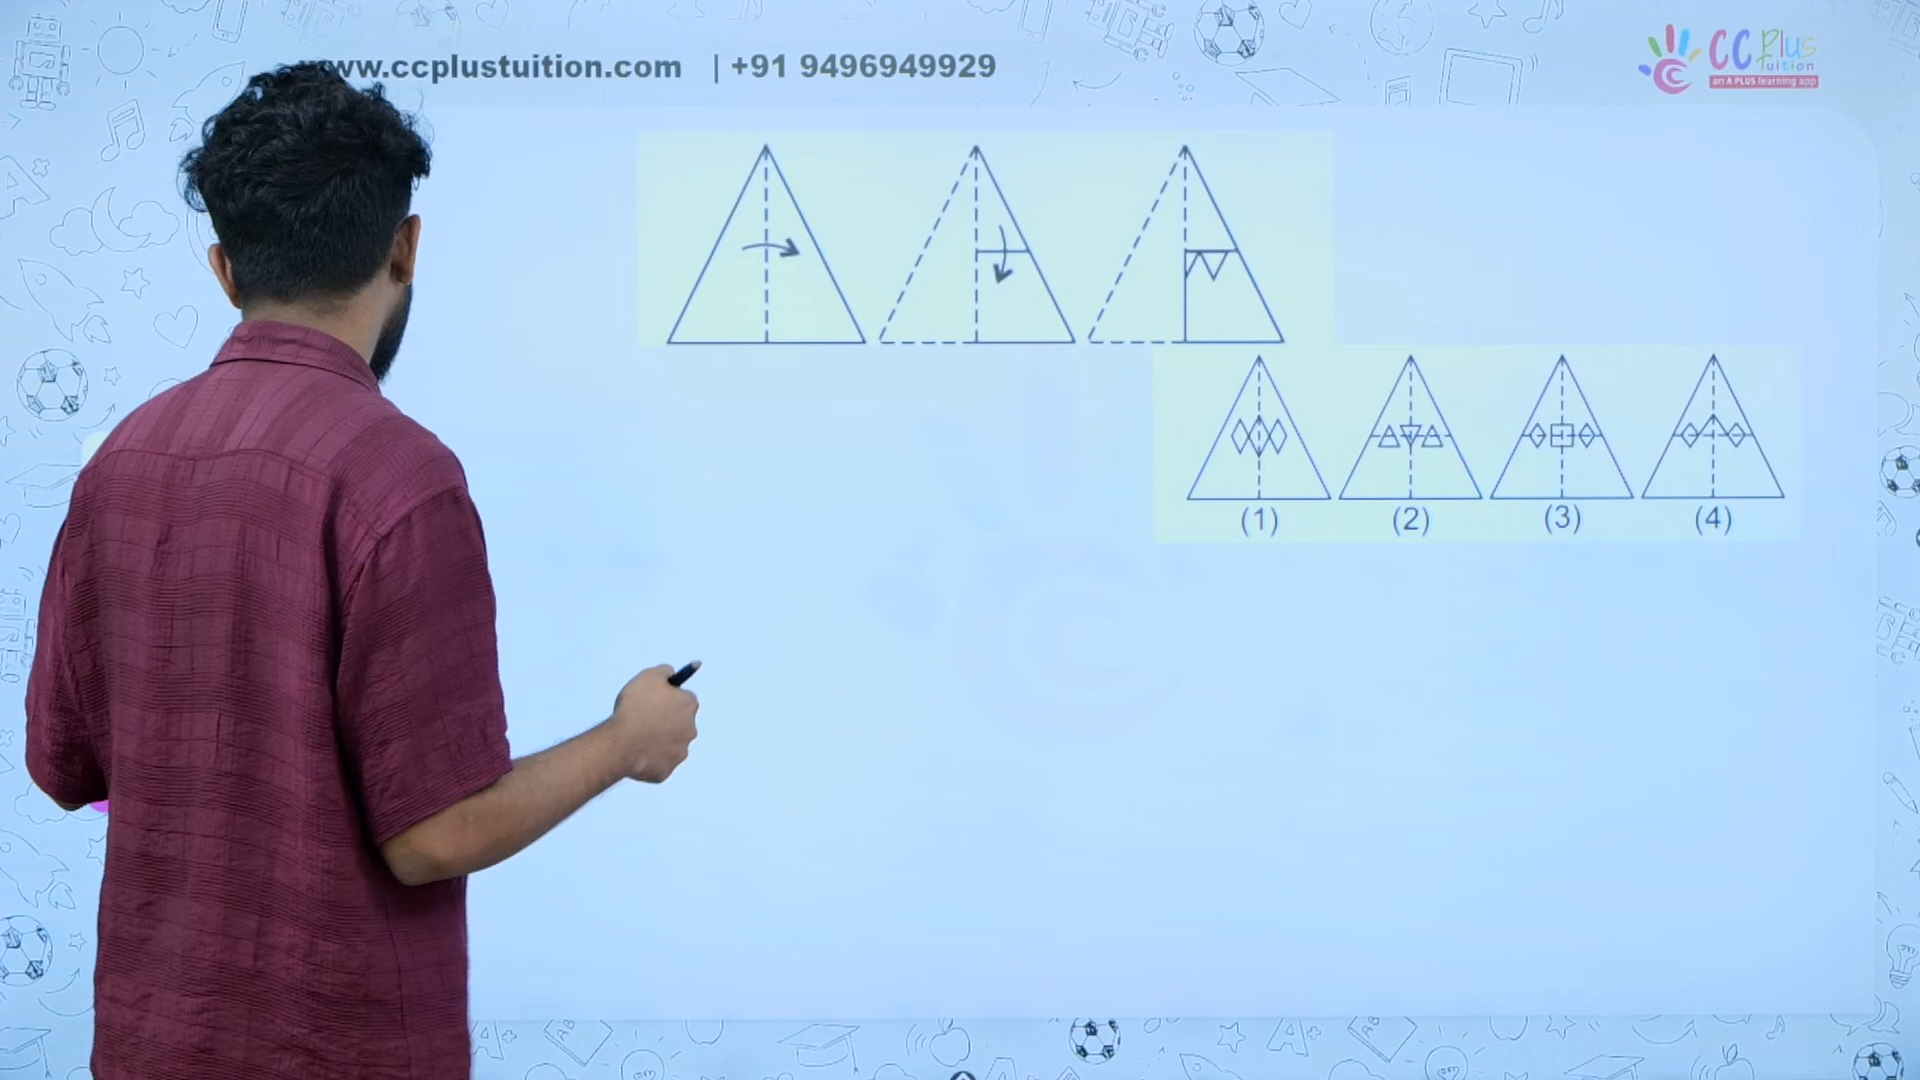 www.ccplustuition.com | +91 9496949929
CC Plus
Tuition
an A PLUS learning app
(1) (2) (3) (4)